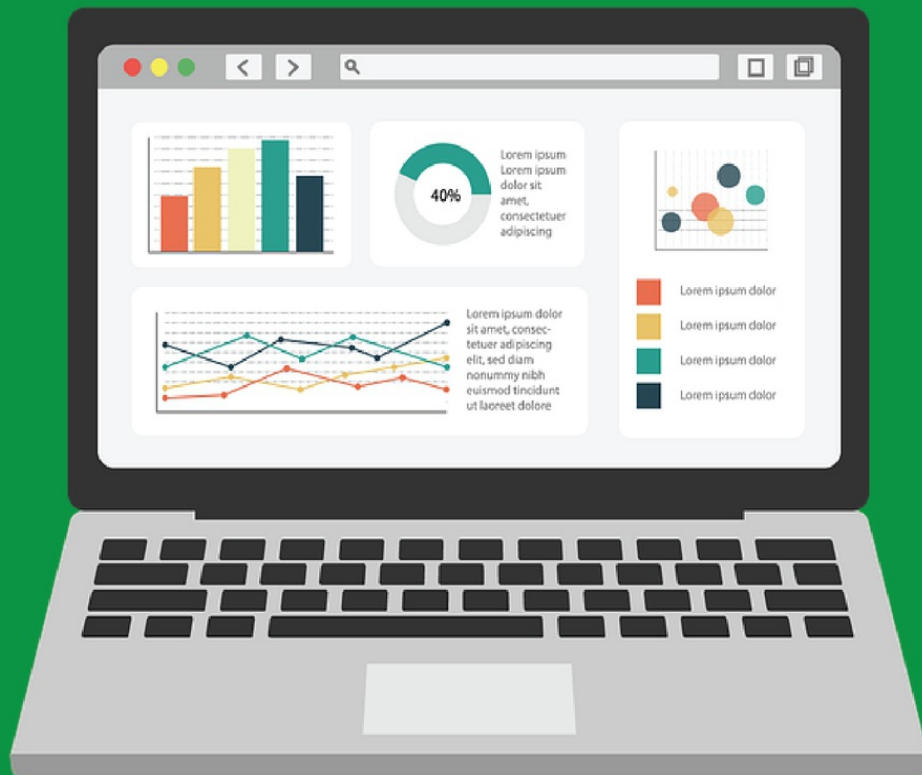 40%
Lorem ipsum
Lorem ipsum
dolor sit
amet,
consectetuer
adipiscing
Lorem ipsum dolor
sit amet, consec-
tetuer adipiscing
elit, sed diam
nonummy nibh
euismod tincidunt
ut laoreet dolore
Lorem ipsum dolor
Lorem ipsum dolor
Lorem ipsum dolor
Lorem ipsum dolor